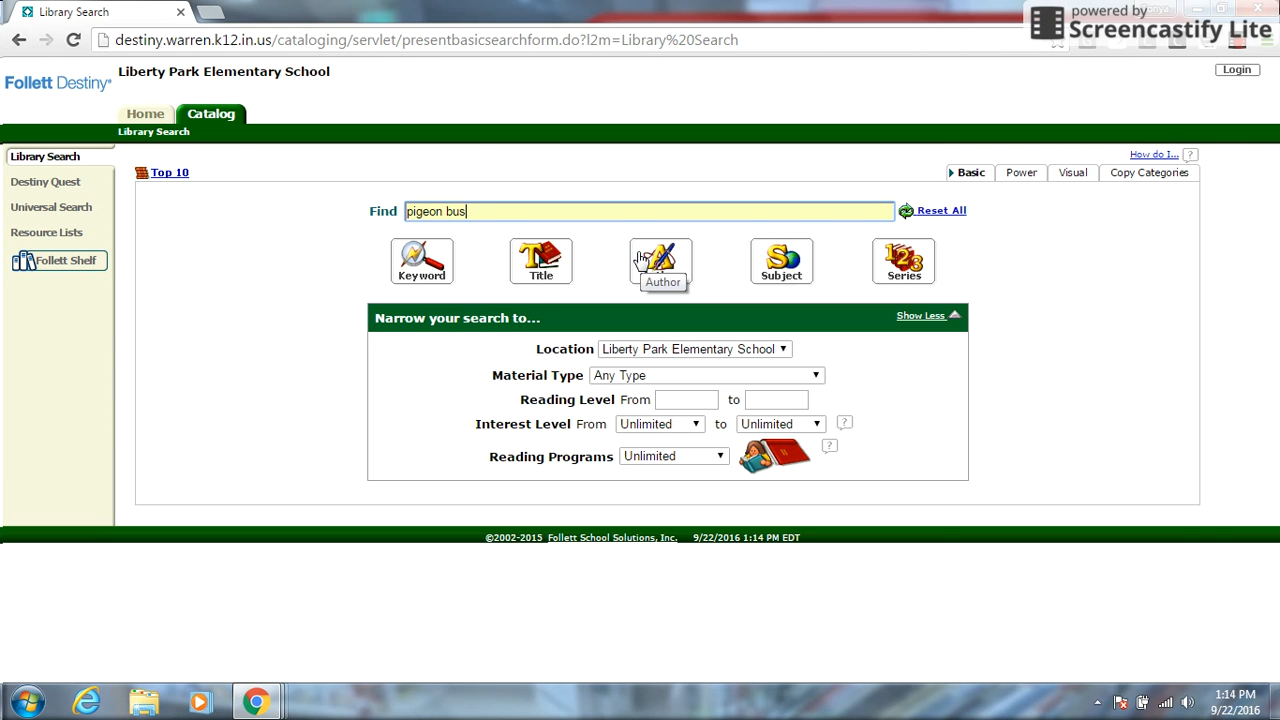 Library Search
powered by
Screencastify Lite
destiny.warren.k12.in.us/cataloging/
?l2m=Library%20Search
Follett Destiny
Liberty Park Elementary School
Login
Home
Catalog
Library Search
Library Search
Destiny Quest
Universal Search
Resource Lists
Follett Shelf
How do I...
?
Top 10
Basic
Power
Visual
Copy Categories
Find
pigeon bus
Reset All
Keyword
Title
Author
Subject
Series
Narrow your search to...
Show Less
Location
Liberty Park Elementary School
Material Type
Any Type
Reading Level From
to
Interest Level From
Unlimited
to
Unlimited
?
Reading Programs
Unlimited
?
©2002-2015 Follett School Solutions, Inc. 9/22/2016 1:14 PM EDT
1:14 PM
9/22/2016